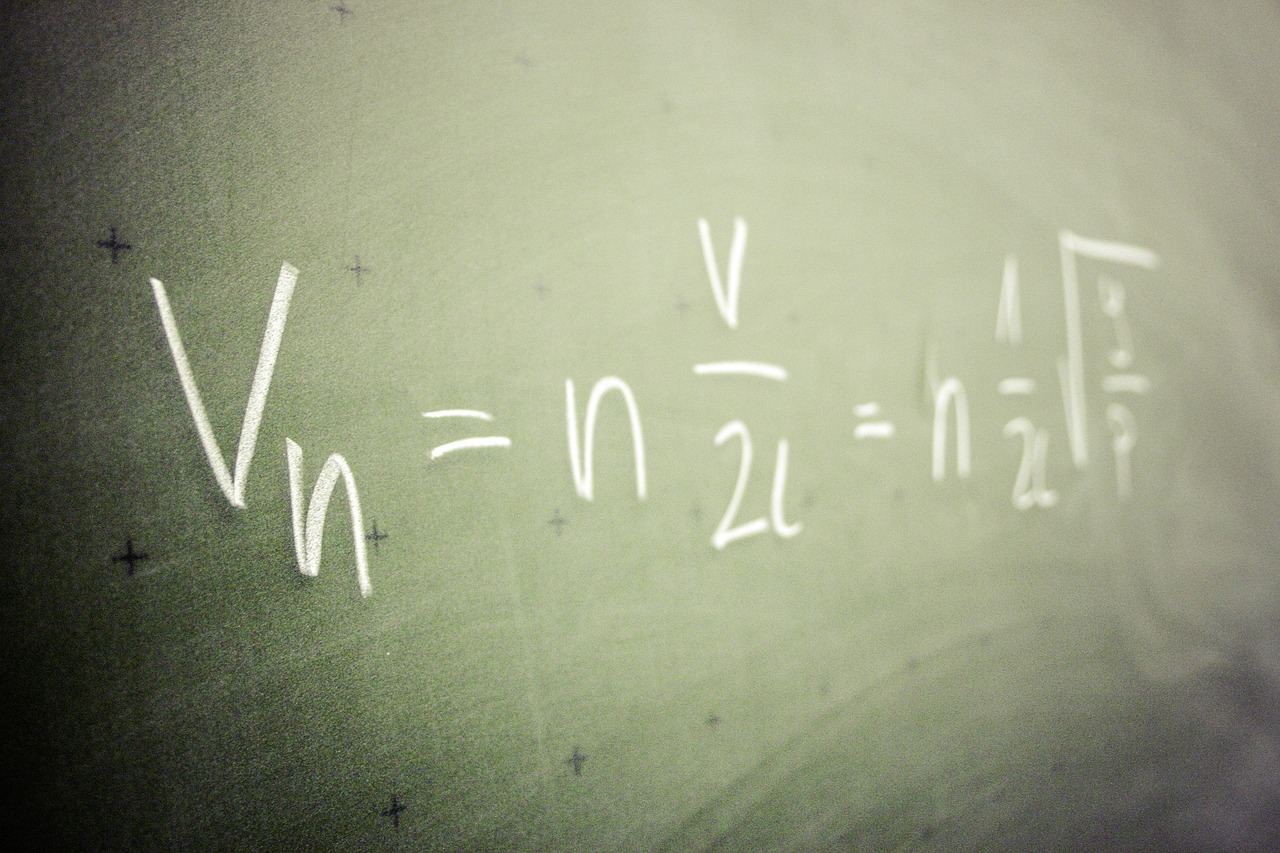 Vn = n v/2l = n 1/2l √